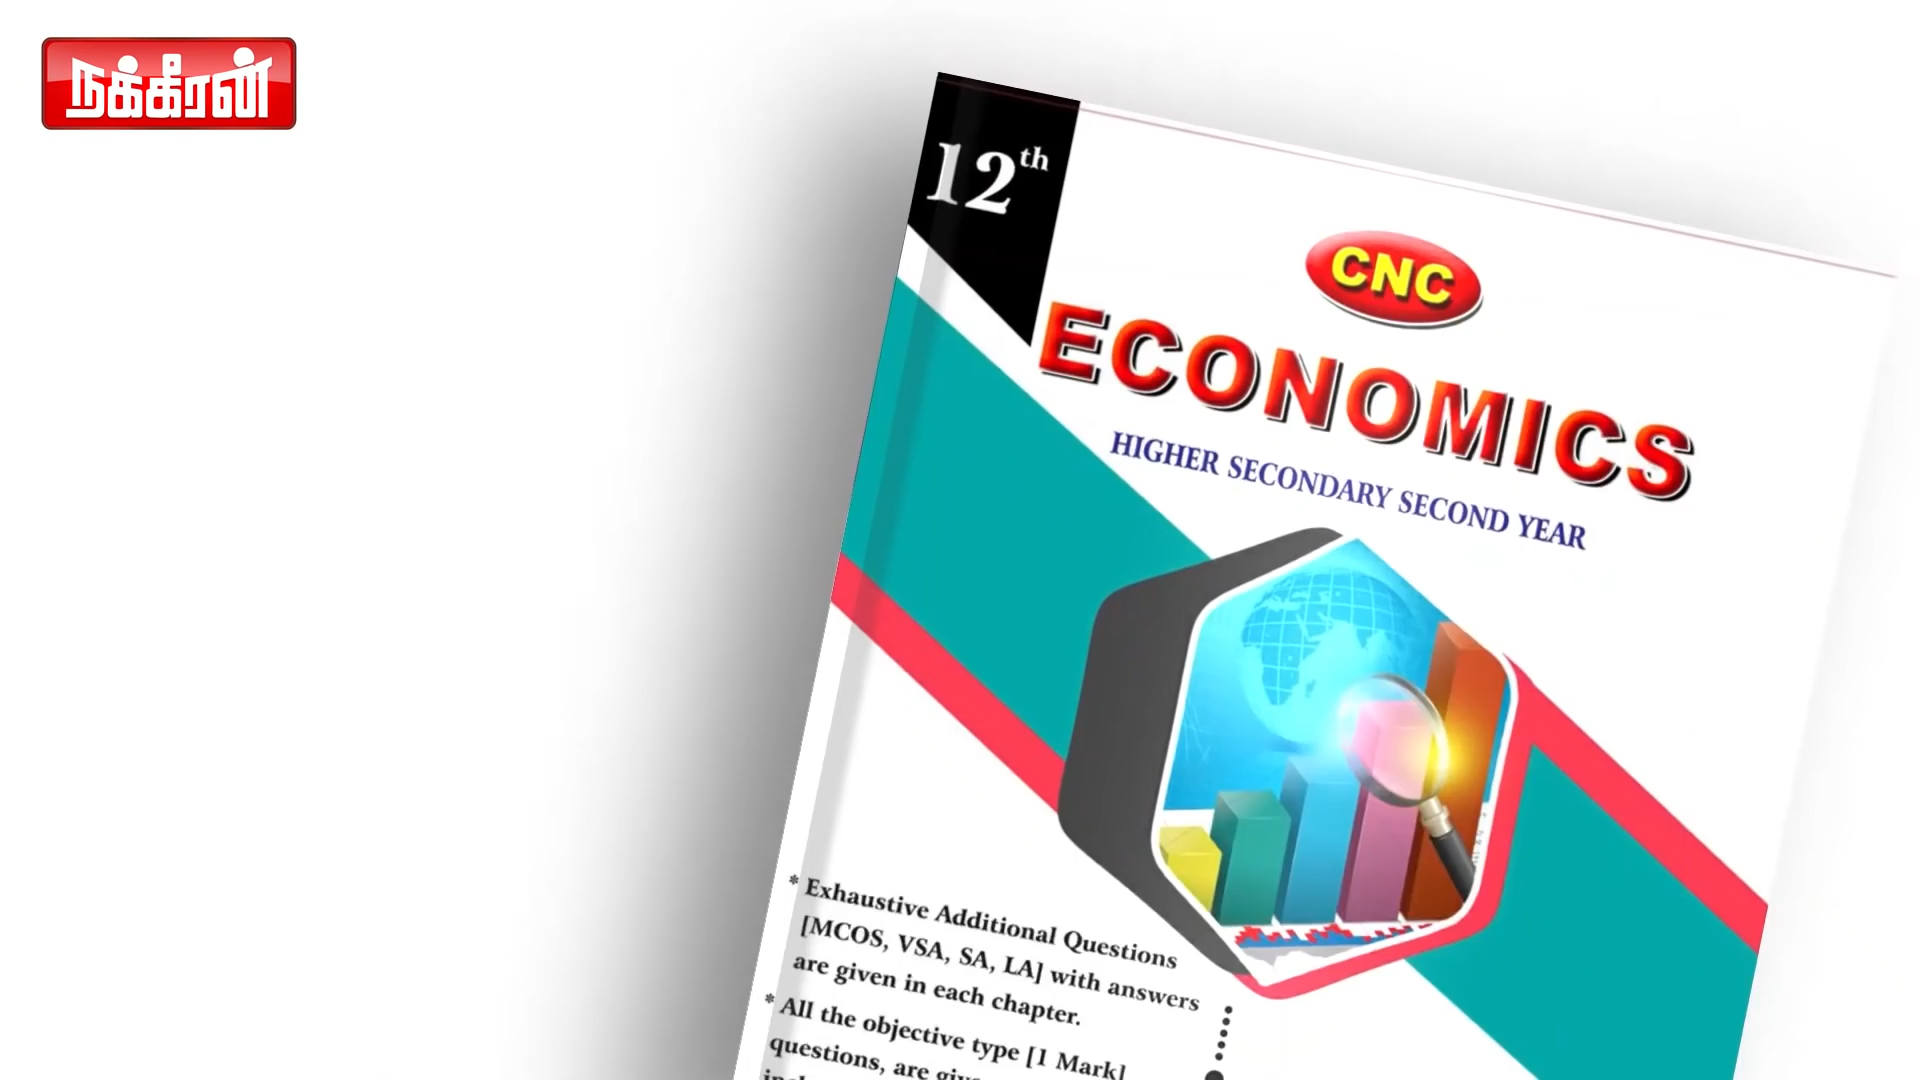 நக்கீரன்
12th
CNC
ECONOMICS
HIGHER SECONDARY SECOND YEAR
* Exhaustive Additional Questions
[MCOS, VSA, SA, LA] with answers
are given in each chapter.
* All the objective type [1 Mark]
questions, are